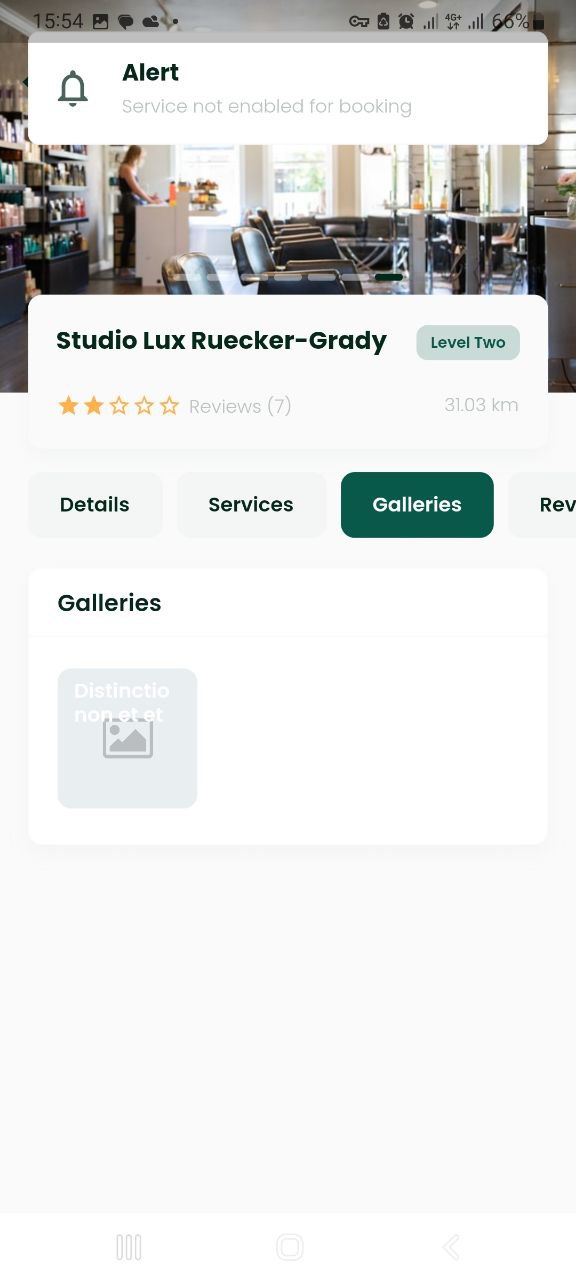 15:54 4G+ 66%
Alert
Service not enabled for booking
Studio Lux Ruecker-Grady
Level Two
Reviews (7)
31.03 km
Details
Services
Galleries
Rev
Galleries
Distinctio
non et et